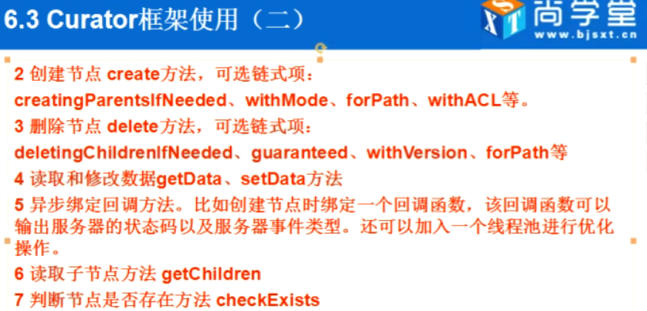 6.3 Curator框架使用（二）
尚学堂
www.bjsxt.cn
2 创建节点 create方法，可选链式项：
creatingParentsIfNeeded、withMode、forPath、withACL等。
3 删除节点 delete方法，可选链式项：
deletingChildrenIfNeeded、guaranteed、withVersion、forPath等
4 读取和修改数据getData、setData方法
5 异步绑定回调方法。比如创建节点时绑定一个回调函数，该回调函数可以
输出服务器的状态码以及服务器事件类型。还可以加入一个线程池进行优化
操作。
6 读取子节点方法 getChildren
7 判断节点是否存在方法 checkExists